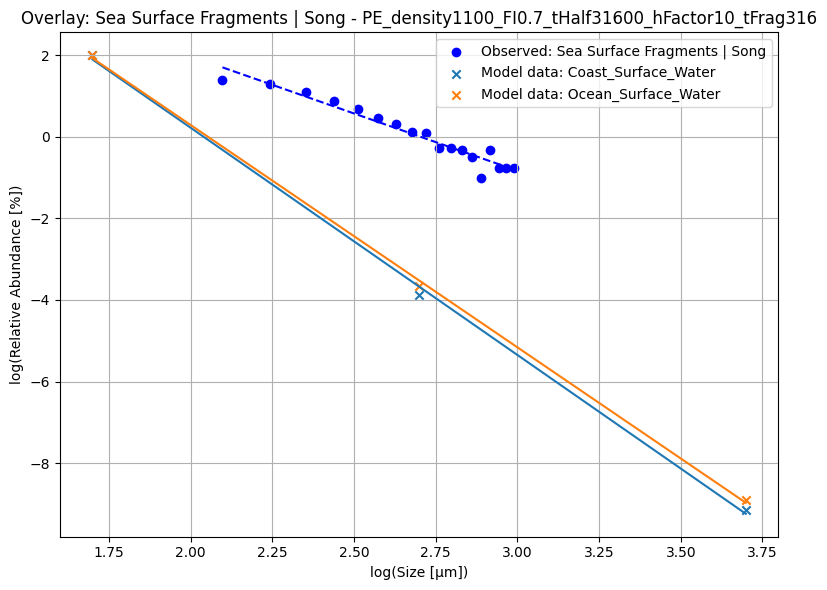 Overlay: Sea Surface Fragments | Song - PE_density1100_FI0.7_tHalf31600_hFactor10_tFrag316
Observed: Sea Surface Fragments | Song
Model data: Coast_Surface_Water
Model data: Ocean_Surface_Water
log(Relative Abundance [%])
2
0
−2
−4
−6
−8
1.75
2.00
2.25
2.50
2.75
3.00
3.25
3.50
3.75
log(Size [µm])